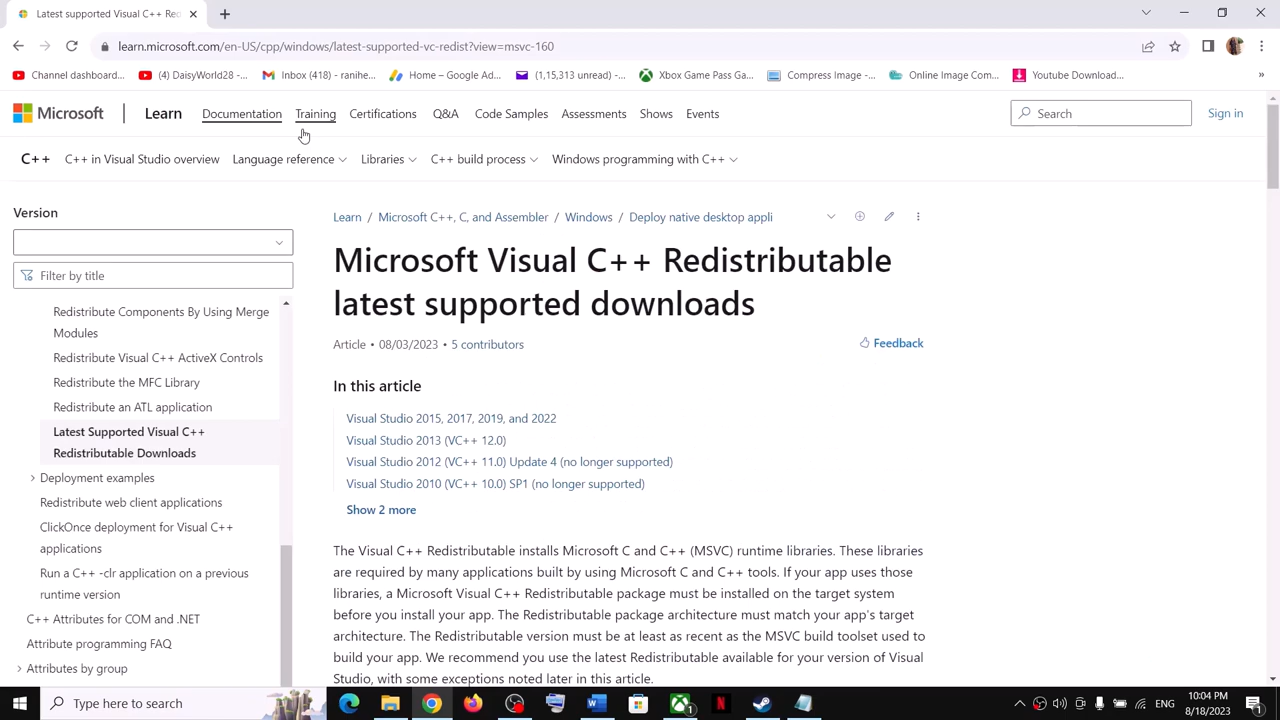 Latest supported Visual C++ Red
learn.microsoft.com/en-US/cpp/windows/latest-supported-vc-redist?view=msvc-160
Channel dashboard...
(4) DaisyWorld28 -...
Inbox (418) - ranihe...
Home – Google Ad...
(1,15,313 unread) -...
Xbox Game Pass Ga...
Compress Image -...
Online Image Com...
Youtube Download...
»
Microsoft
Learn
Documentation
Training
Certifications
Q&A
Code Samples
Assessments
Shows
Events
Search
Sign in
C++
C++ in Visual Studio overview
Language reference
Libraries
C++ build process
Windows programming with C++
Version
Filter by title
Redistribute Components By Using Merge
Modules
Redistribute Visual C++ ActiveX Controls
Redistribute the MFC Library
Redistribute an ATL application
Latest Supported Visual C++
Redistributable Downloads
Deployment examples
Redistribute web client applications
ClickOnce deployment for Visual C++
applications
Run a C++ -clr application on a previous
runtime version
C++ Attributes for COM and .NET
Attribute programming FAQ
Attributes by group
Learn / Microsoft C++, C, and Assembler / Windows / Deploy native desktop appli
Microsoft Visual C++ Redistributable
latest supported downloads
Article • 08/03/2023 • 5 contributors
Feedback
In this article
Visual Studio 2015, 2017, 2019, and 2022
Visual Studio 2013 (VC++ 12.0)
Visual Studio 2012 (VC++ 11.0) Update 4 (no longer supported)
Visual Studio 2010 (VC++ 10.0) SP1 (no longer supported)
Show 2 more
The Visual C++ Redistributable installs Microsoft C and C++ (MSVC) runtime libraries. These libraries
are required by many applications built by using Microsoft C and C++ tools. If your app uses those
libraries, a Microsoft Visual C++ Redistributable package must be installed on the target system
before you install your app. The Redistributable package architecture must match your app's target
architecture. The Redistributable version must be at least as recent as the MSVC build toolset used to
build your app. We recommend you use the latest Redistributable available for your version of Visual
Studio, with some exceptions noted later in this article.
Type here to search
1
ENG
10:04 PM
8/18/2023
1